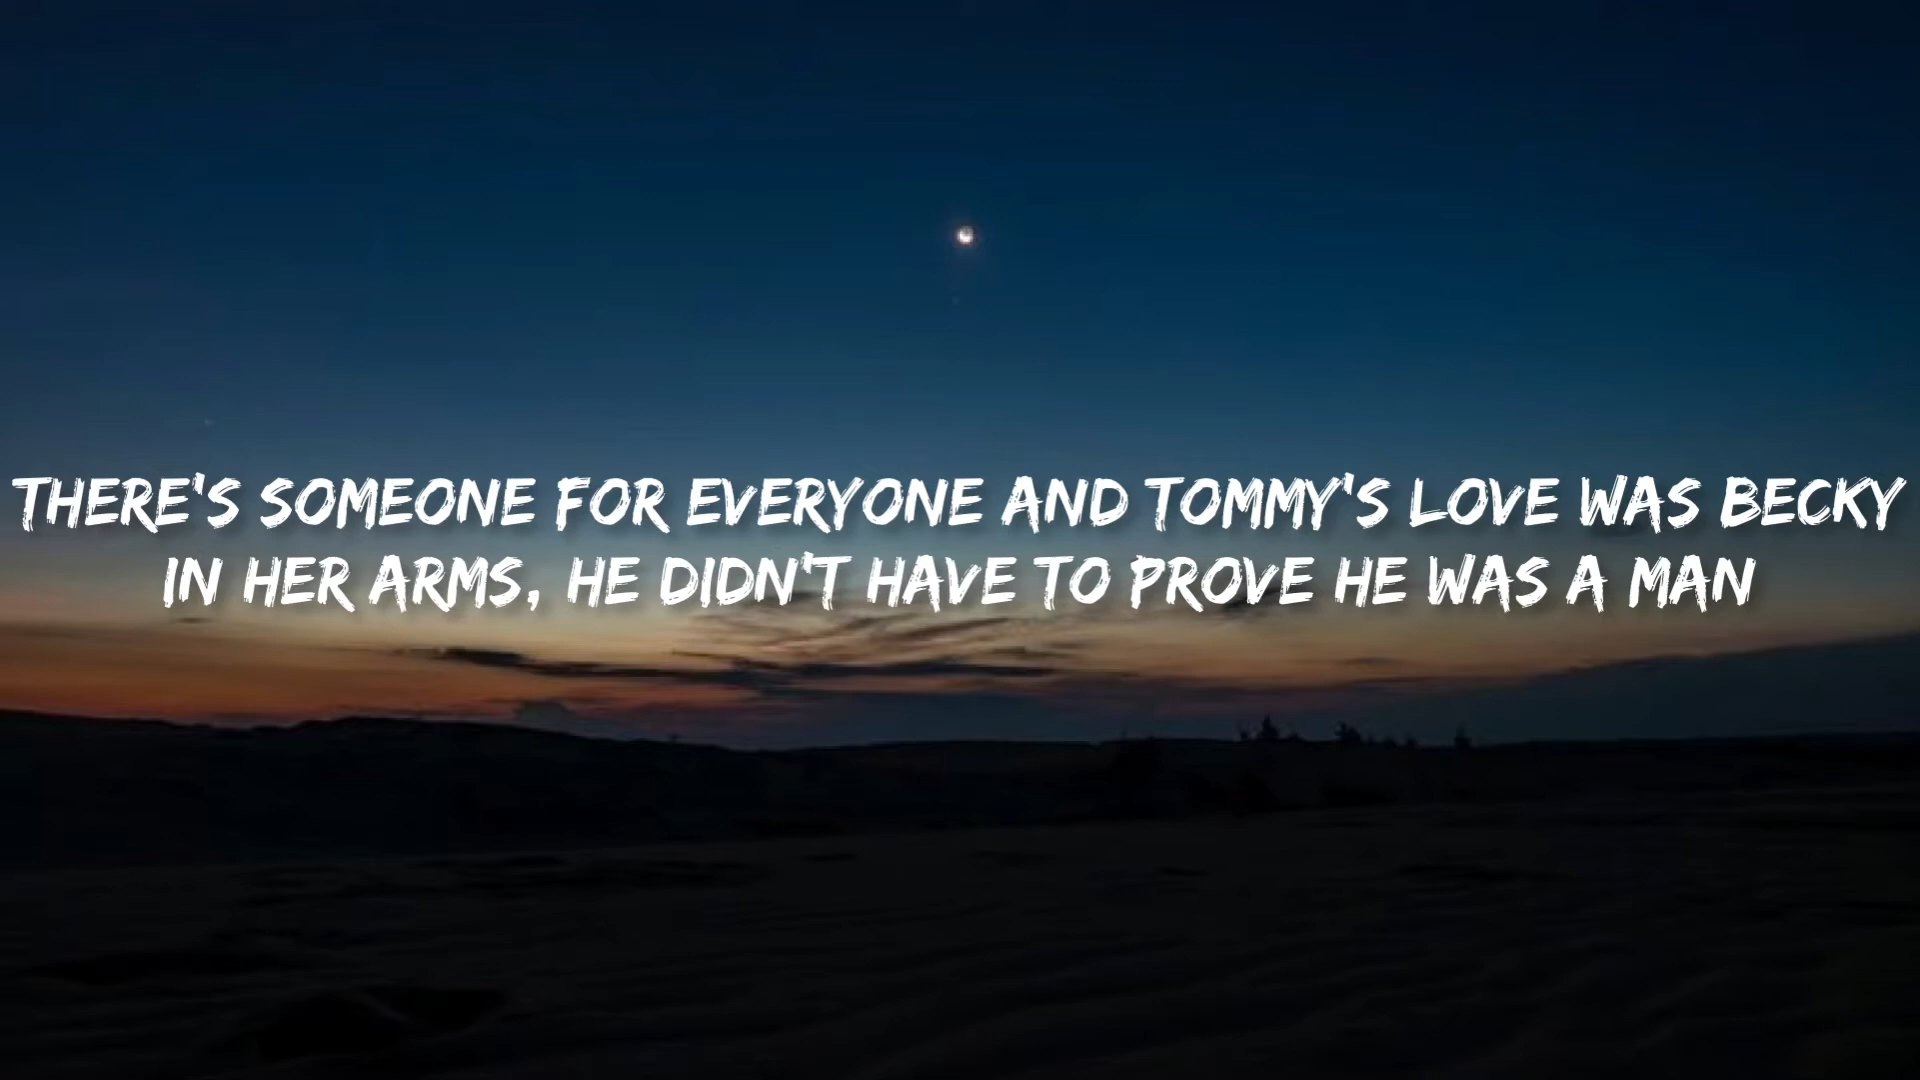 THERE'S SOMEONE FOR EVERYONE AND TOMMY'S LOVE WAS BECKY
IN HER ARMS, HE DIDN'T HAVE TO PROVE HE WAS A MAN